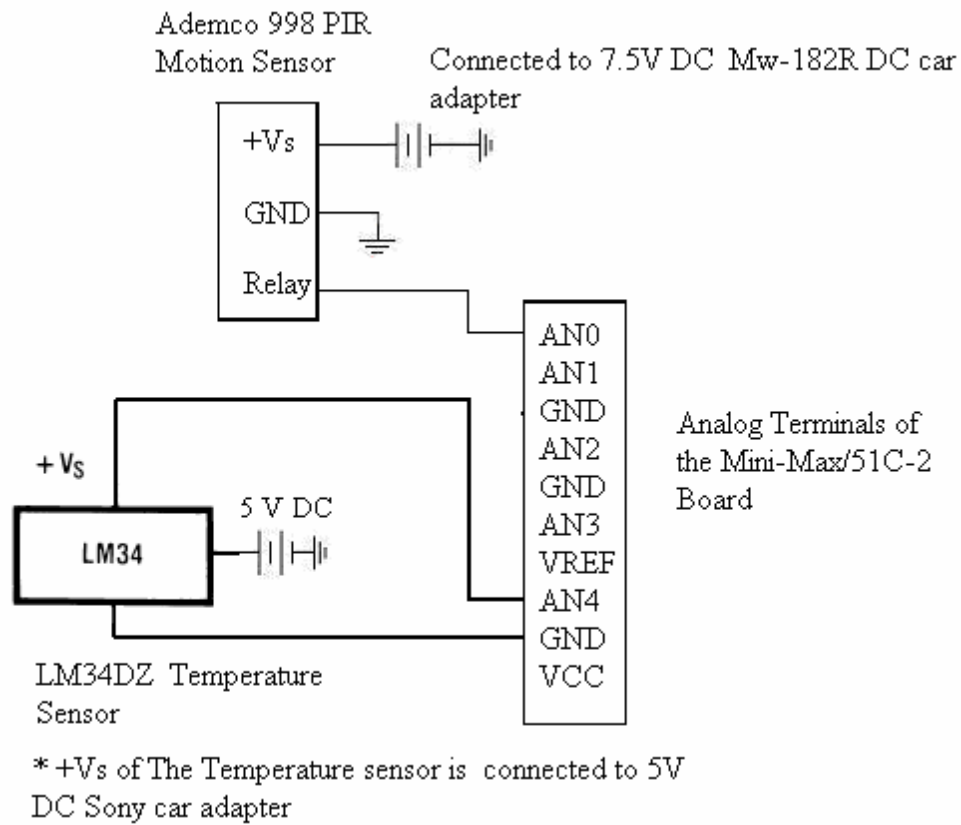 Ademco 998 PIR
Motion Sensor
Connected to 7.5V DC Mw-182R DC car
adapter
+Vs
GND
Relay
AN0
AN1
GND
AN2
GND
AN3
VREF
AN4
GND
VCC
Analog Terminals of
the Mini-Max/51C-2
Board
+ VS
5 V DC
LM34
LM34DZ Temperature
Sensor
* +Vs of The Temperature sensor is connected to 5V
DC Sony car adapter